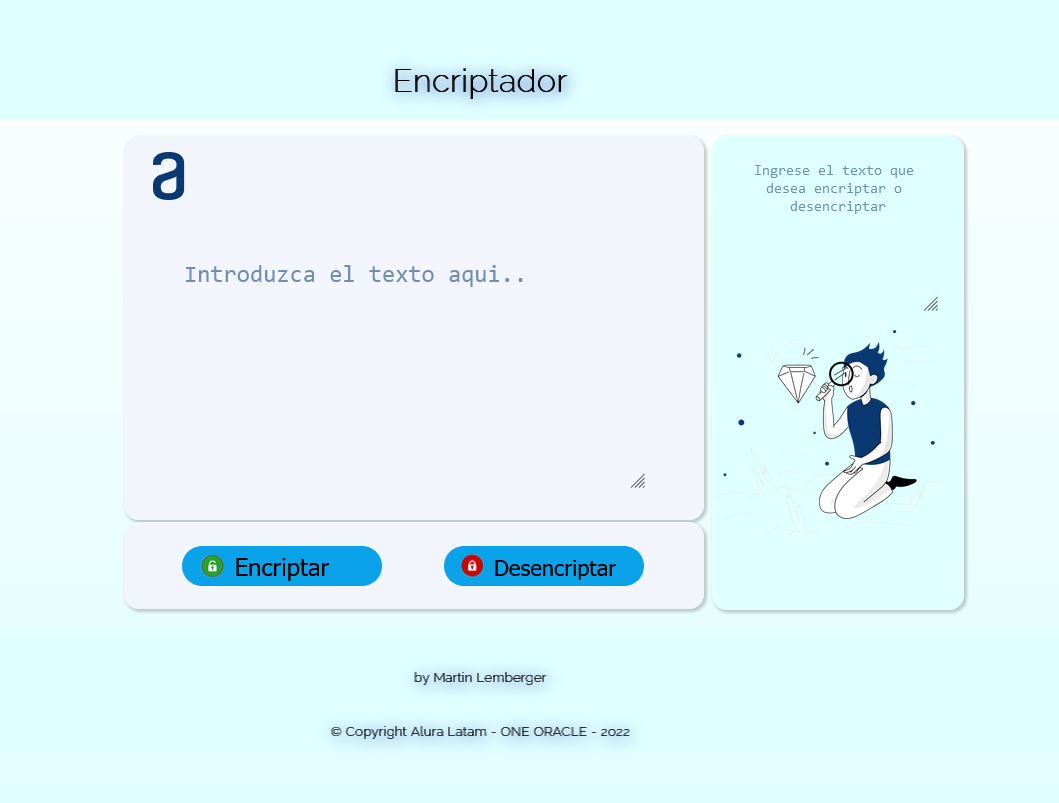 Encriptador
a
Introduzca el texto aqui..
Ingrese el texto que
desea encriptar o
desencriptar
Encriptar
Desencriptar
by Martin Lemberger
© Copyright Alura Latam - ONE ORACLE - 2022